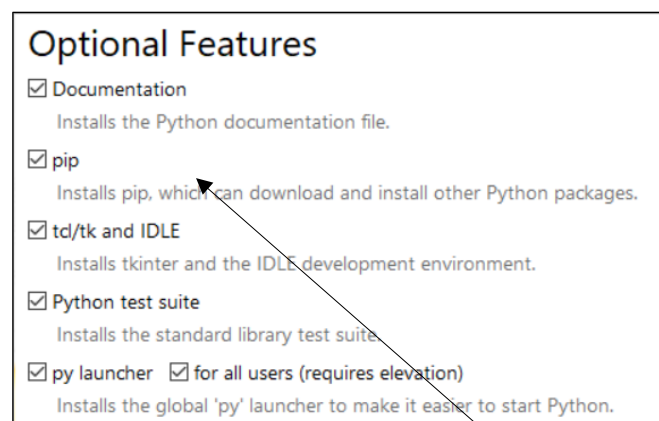 Optional Features
Documentation
Installs the Python documentation file.
pip
Installs pip, which can download and install other Python packages.
tcl/tk and IDLE
Installs tkinter and the IDLE development environment.
Python test suite
Installs the standard library test suite.
py launcher for all users (requires elevation)
Installs the global 'py' launcher to make it easier to start Python.